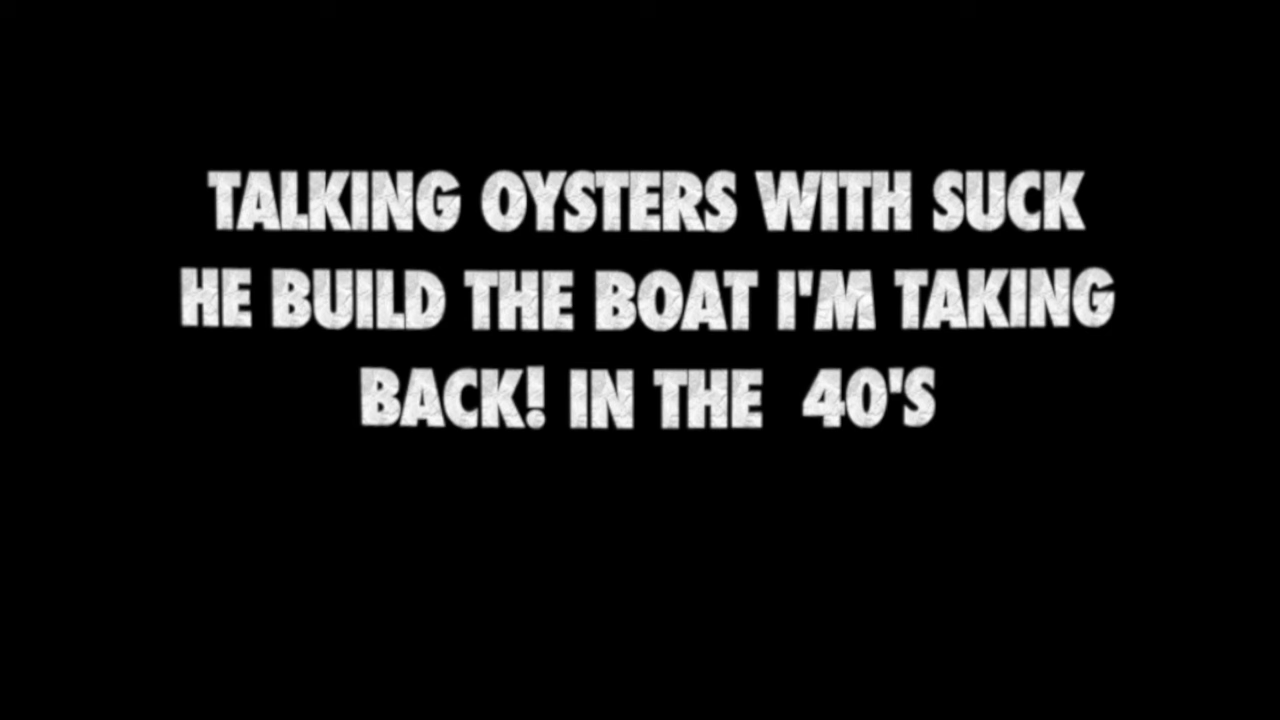 TALKING OYSTERS WITH SUCK
HE BUILD THE BOAT I'M TAKING
BACK! IN THE  40'S